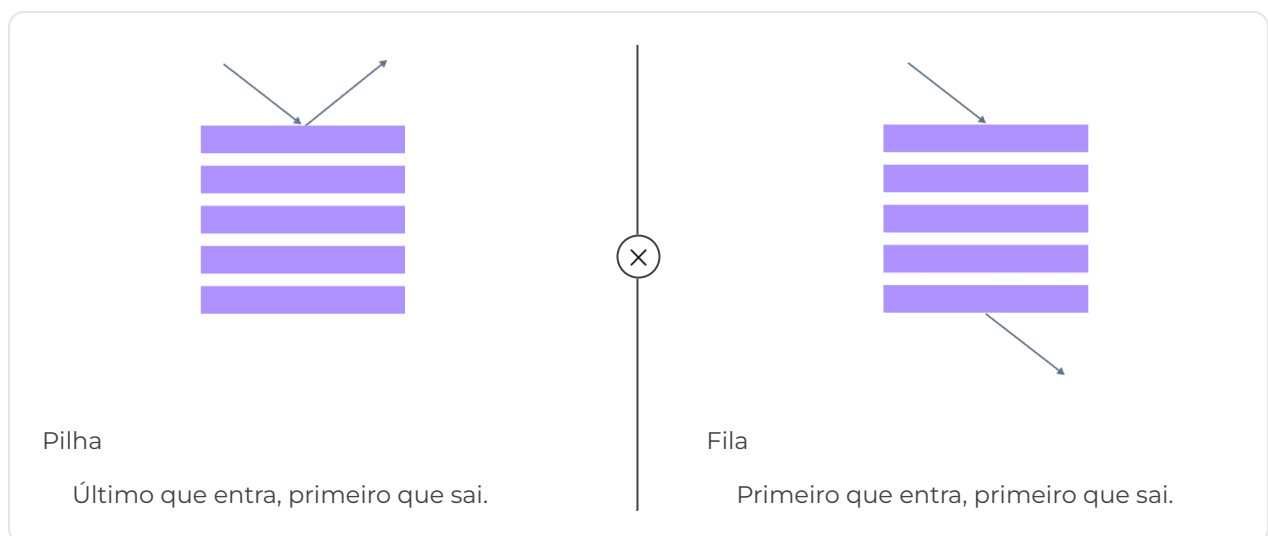 Pilha
Último que entra, primeiro que sai.
Fila
Primeiro que entra, primeiro que sai.